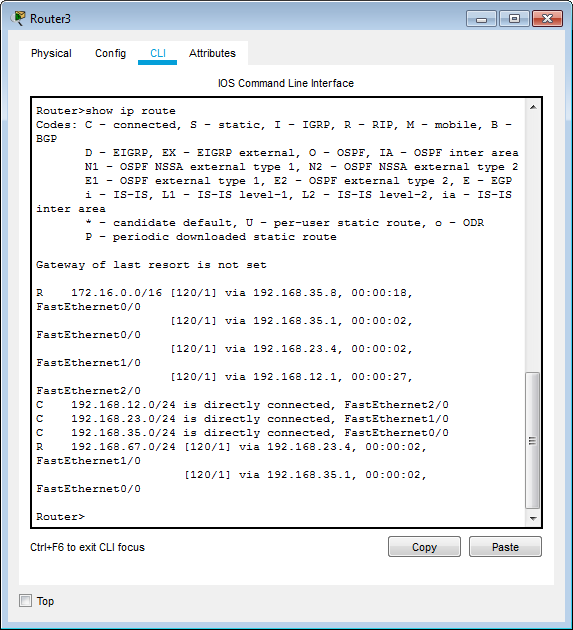 Router3
Physical Config CLI Attributes
IOS Command Line Interface
Router>show ip route
Codes: C - connected, S - static, I - IGRP, R - RIP, M - mobile, B -
BGP
D - EIGRP, EX - EIGRP external, O - OSPF, IA - OSPF inter area
N1 - OSPF NSSA external type 1, N2 - OSPF NSSA external type 2
E1 - OSPF external type 1, E2 - OSPF external type 2, E - EGP
i - IS-IS, L1 - IS-IS level-1, L2 - IS-IS level-2, ia - IS-IS
inter area
* - candidate default, U - per-user static route, o - ODR
P - periodic downloaded static route
Gateway of last resort is not set
R 172.16.0.0/16 [120/1] via 192.168.35.8, 00:00:18,
FastEthernet0/0
[120/1] via 192.168.35.1, 00:00:02,
FastEthernet0/0
[120/1] via 192.168.23.4, 00:00:02,
FastEthernet1/0
[120/1] via 192.168.12.1, 00:00:27,
FastEthernet2/0
C 192.168.12.0/24 is directly connected, FastEthernet2/0
C 192.168.23.0/24 is directly connected, FastEthernet1/0
C 192.168.35.0/24 is directly connected, FastEthernet0/0
R 192.168.67.0/24 [120/1] via 192.168.23.4, 00:00:02,
FastEthernet1/0
[120/1] via 192.168.35.1, 00:00:02,
FastEthernet0/0
Router>
Ctrl+F6 to exit CLI focus Copy Paste
Top